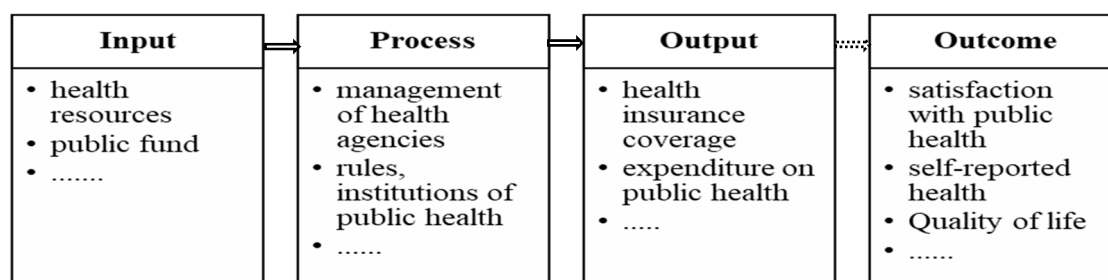 Input
• health
resources
• public fund
• .......
Process
• management
of health
agencies
• rules,
institutions of
public health
• ......
Output
• health
insurance
coverage
• expenditure on
public health
• .....
Outcome
• satisfaction
with public
health
• self-reported
health
• Quality of life
• ......